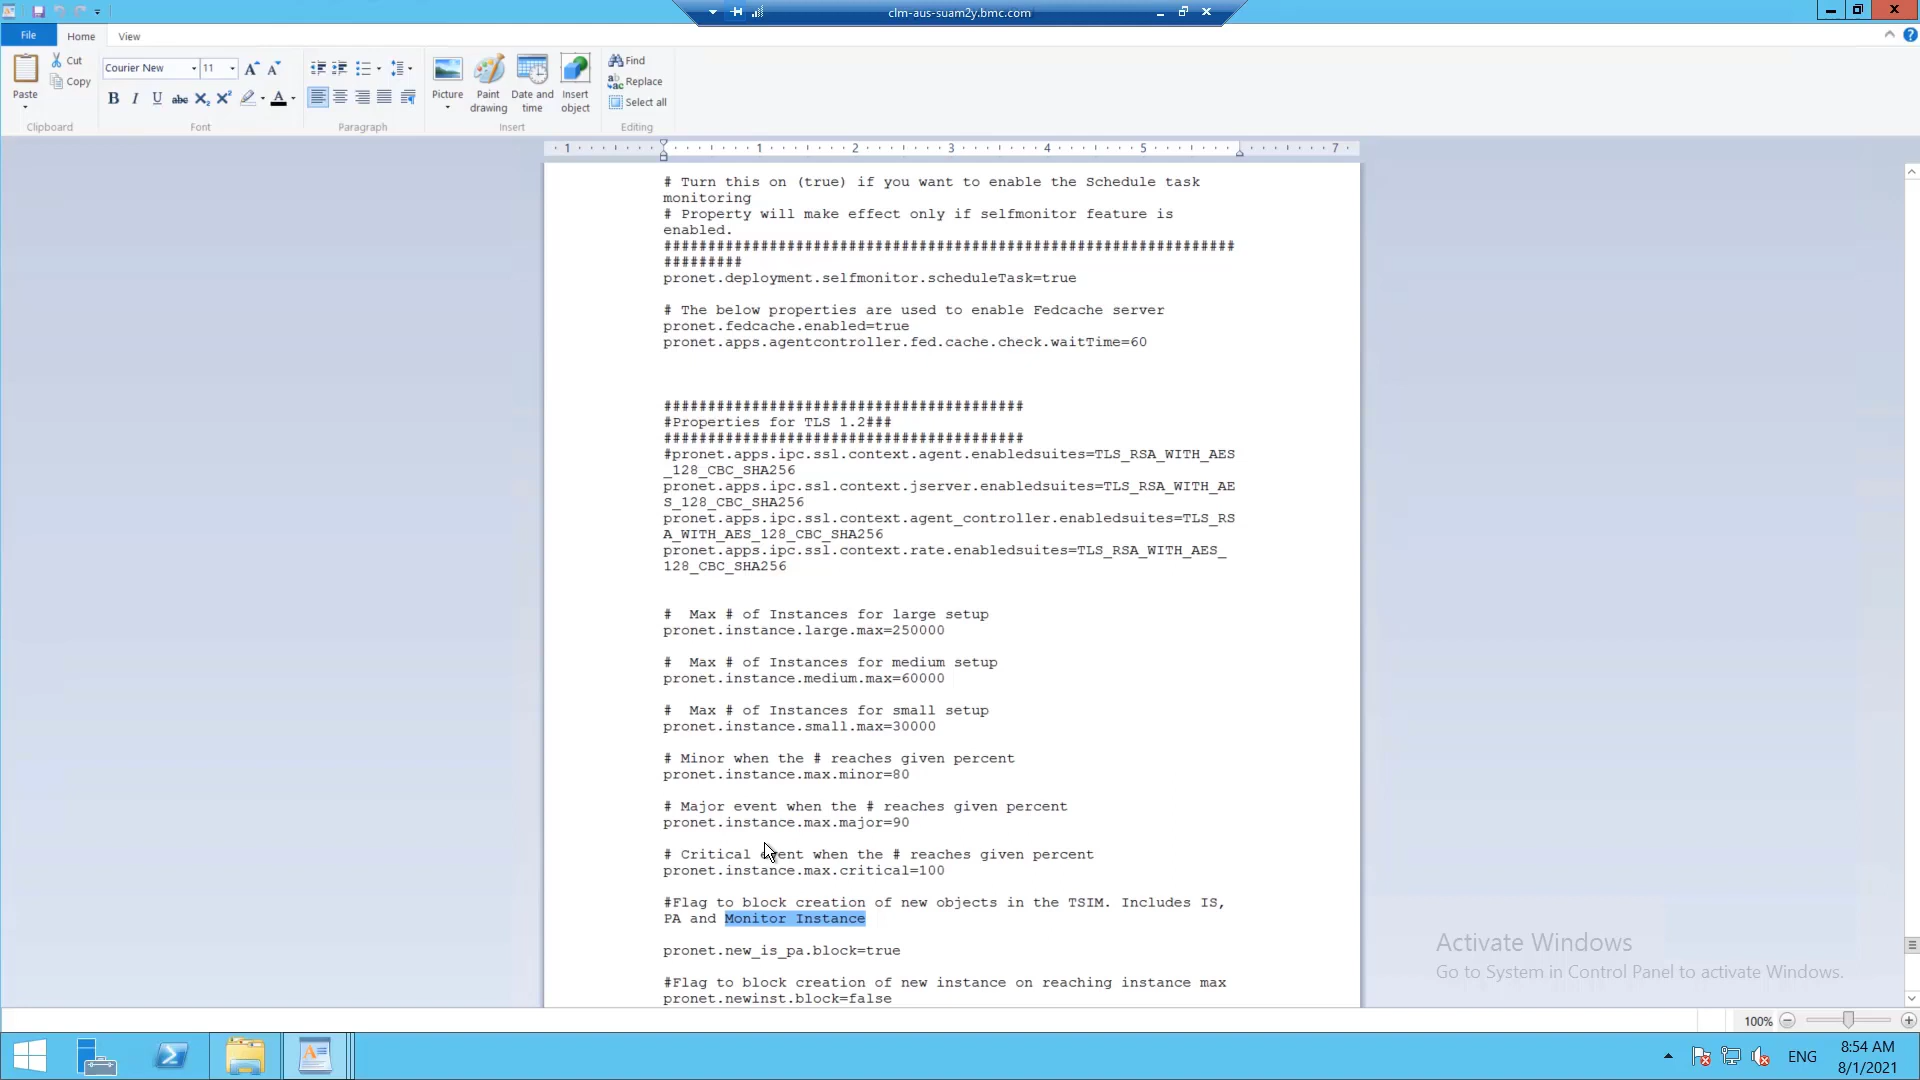 clm-aus-suam2y.bmc.com
File Home View
Paste Cut Copy
Clipboard
Courier New 11
Font
Paragraph
Picture Paint drawing Date and time Insert object
Insert
Find
Replace
Select all
Editing
1 1 2 3 4 5 7
# Turn this on (true) if you want to enable the Schedule task
monitoring
# Property will make effect only if selfmonitor feature is
enabled.
#################################################################
#########
pronet.deployment.selfmonitor.scheduleTask=true
# The below properties are used to enable Fedcache server
pronet.fedcache.enabled=true
pronet.apps.agentcontroller.fed.cache.check.waitTime=60
#########################################
#Properties for TLS 1.2###
#########################################
#pronet.apps.ipc.ssl.context.agent.enabledsuites=TLS_RSA_WITH_AES
_128_CBC_SHA256
pronet.apps.ipc.ssl.context.jserver.enabledsuites=TLS_RSA_WITH_AE
S_128_CBC_SHA256
pronet.apps.ipc.ssl.context.agent_controller.enabledsuites=TLS_RS
A_WITH_AES_128_CBC_SHA256
pronet.apps.ipc.ssl.context.rate.enabledsuites=TLS_RSA_WITH_AES_
128_CBC_SHA256
#  Max # of Instances for large setup
pronet.instance.large.max=250000
#  Max # of Instances for medium setup
pronet.instance.medium.max=60000
#  Max # of Instances for small setup
pronet.instance.small.max=30000
# Minor when the # reaches given percent
pronet.instance.max.minor=80
# Major event when the # reaches given percent
pronet.instance.max.major=90
# Critical event when the # reaches given percent
pronet.instance.max.critical=100
#Flag to block creation of new objects in the TSIM. Includes IS,
PA and Monitor Instance
pronet.new_is_pa.block=true
#Flag to block creation of new instance on reaching instance max
pronet.newinst.block=false
Activate Windows
Go to System in Control Panel to activate Windows.
100%
ENG
8:54 AM
8/1/2021